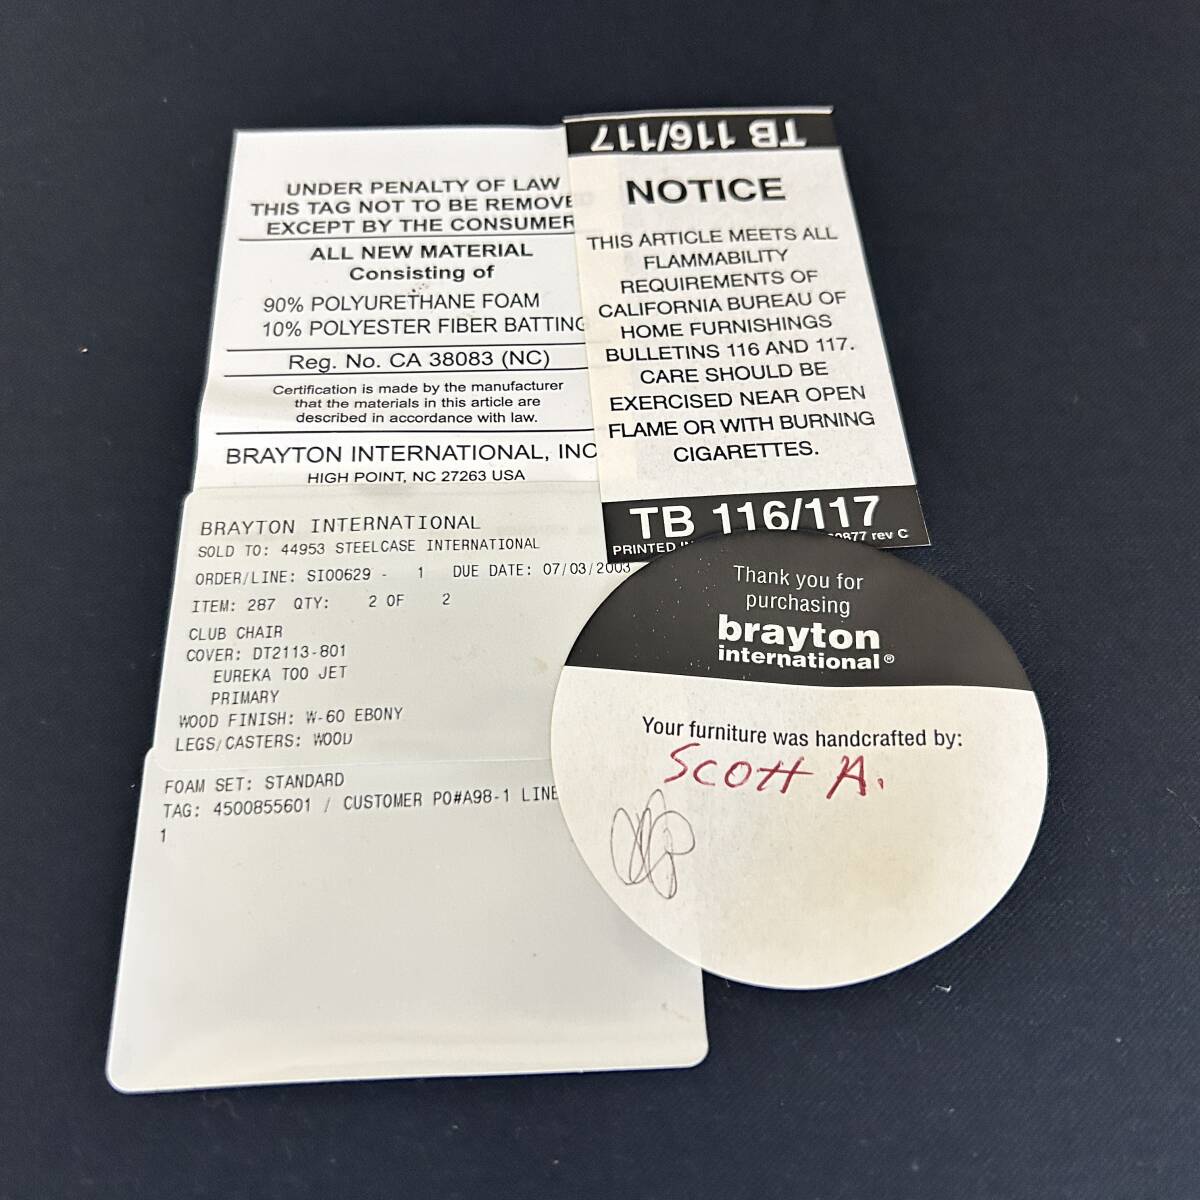 UNDER PENALTY OF LAW
THIS TAG NOT TO BE REMOVED
EXCEPT BY THE CONSUMER
ALL NEW MATERIAL
Consisting of
90% POLYURETHANE FOAM
10% POLYESTER FIBER BATTING
Reg. No. CA 38083 (NC)
Certification is made by the manufacturer
that the materials in this article are
described in accordance with law.
BRAYTON INTERNATIONAL, INC
HIGH POINT, NC 27263 USA
BRAYTON INTERNATIONAL
SOLD TO: 44953 STEELCASE INTERNATIONAL
ORDER/LINE: SI00629 - 1 DUE DATE: 07/03/2003
ITEM: 287 QTY: 2 OF 2
CLUB CHAIR
COVER: DT2113-801
EUREKA TOO JET
PRIMARY
WOOD FINISH: W-60 EBONY
LEGS/CASTERS: WOOD
FOAM SET: STANDARD
TAG: 4500855601 / CUSTOMER PO#A98-1 LINE
1
TB 116/117
NOTICE
THIS ARTICLE MEETS ALL
FLAMMABILITY
REQUIREMENTS OF
CALIFORNIA BUREAU OF
HOME FURNISHINGS
BULLETINS 116 AND 117.
CARE SHOULD BE
EXERCISED NEAR OPEN
FLAME OR WITH BURNING
CIGARETTES.
TB 116/117
PRINTED IN rev C
Thank you for
purchasing
brayton
international®
Your furniture was handcrafted by:
Scott A.